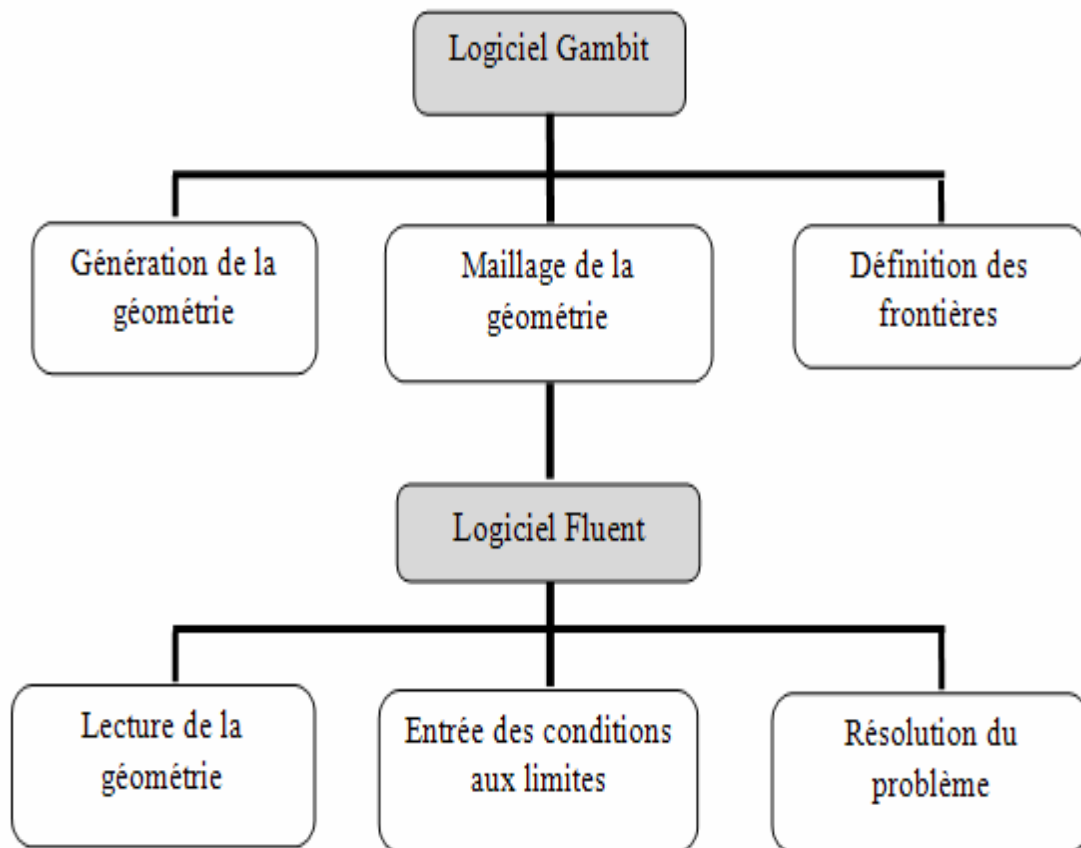 Logiciel Gambit
Génération de la
géométrie
Maillage de la
géométrie
Définition des
frontières
Logiciel Fluent
Lecture de la
géométrie
Entrée des conditions
aux limites
Résolution du
problème